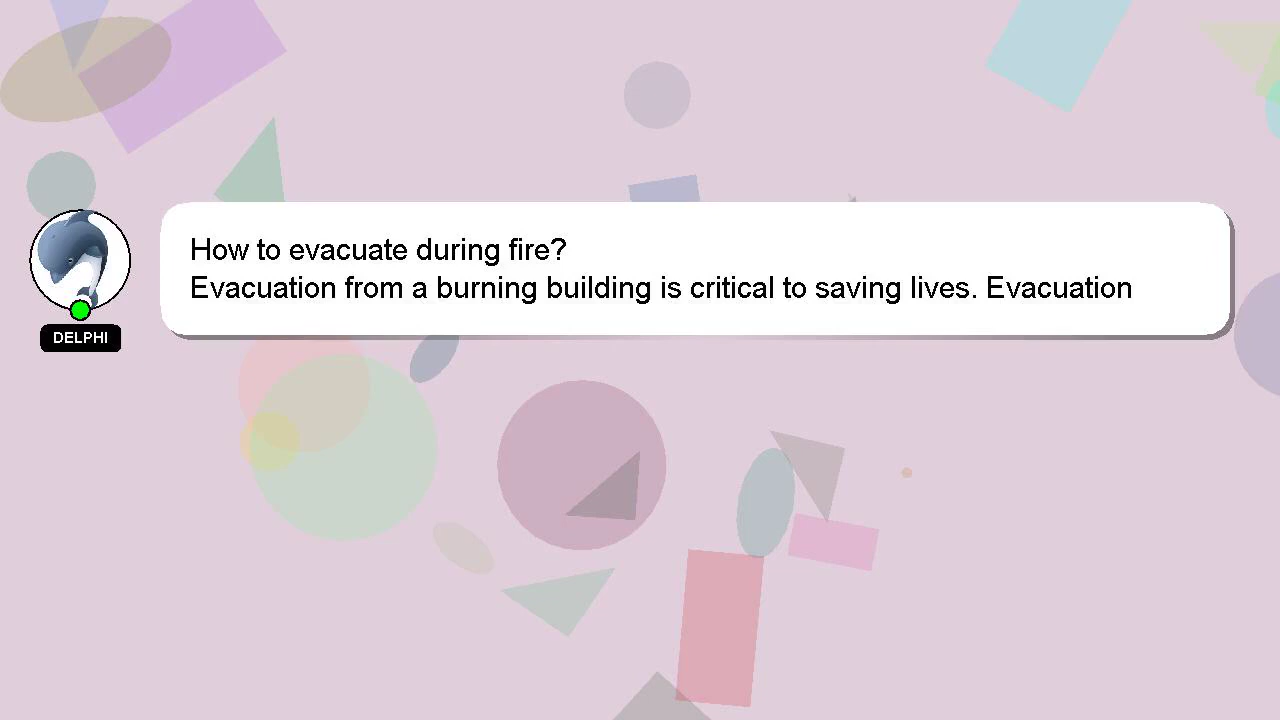 How to evacuate during fire?
Evacuation from a burning building is critical to saving lives. Evacuation
DELPHI